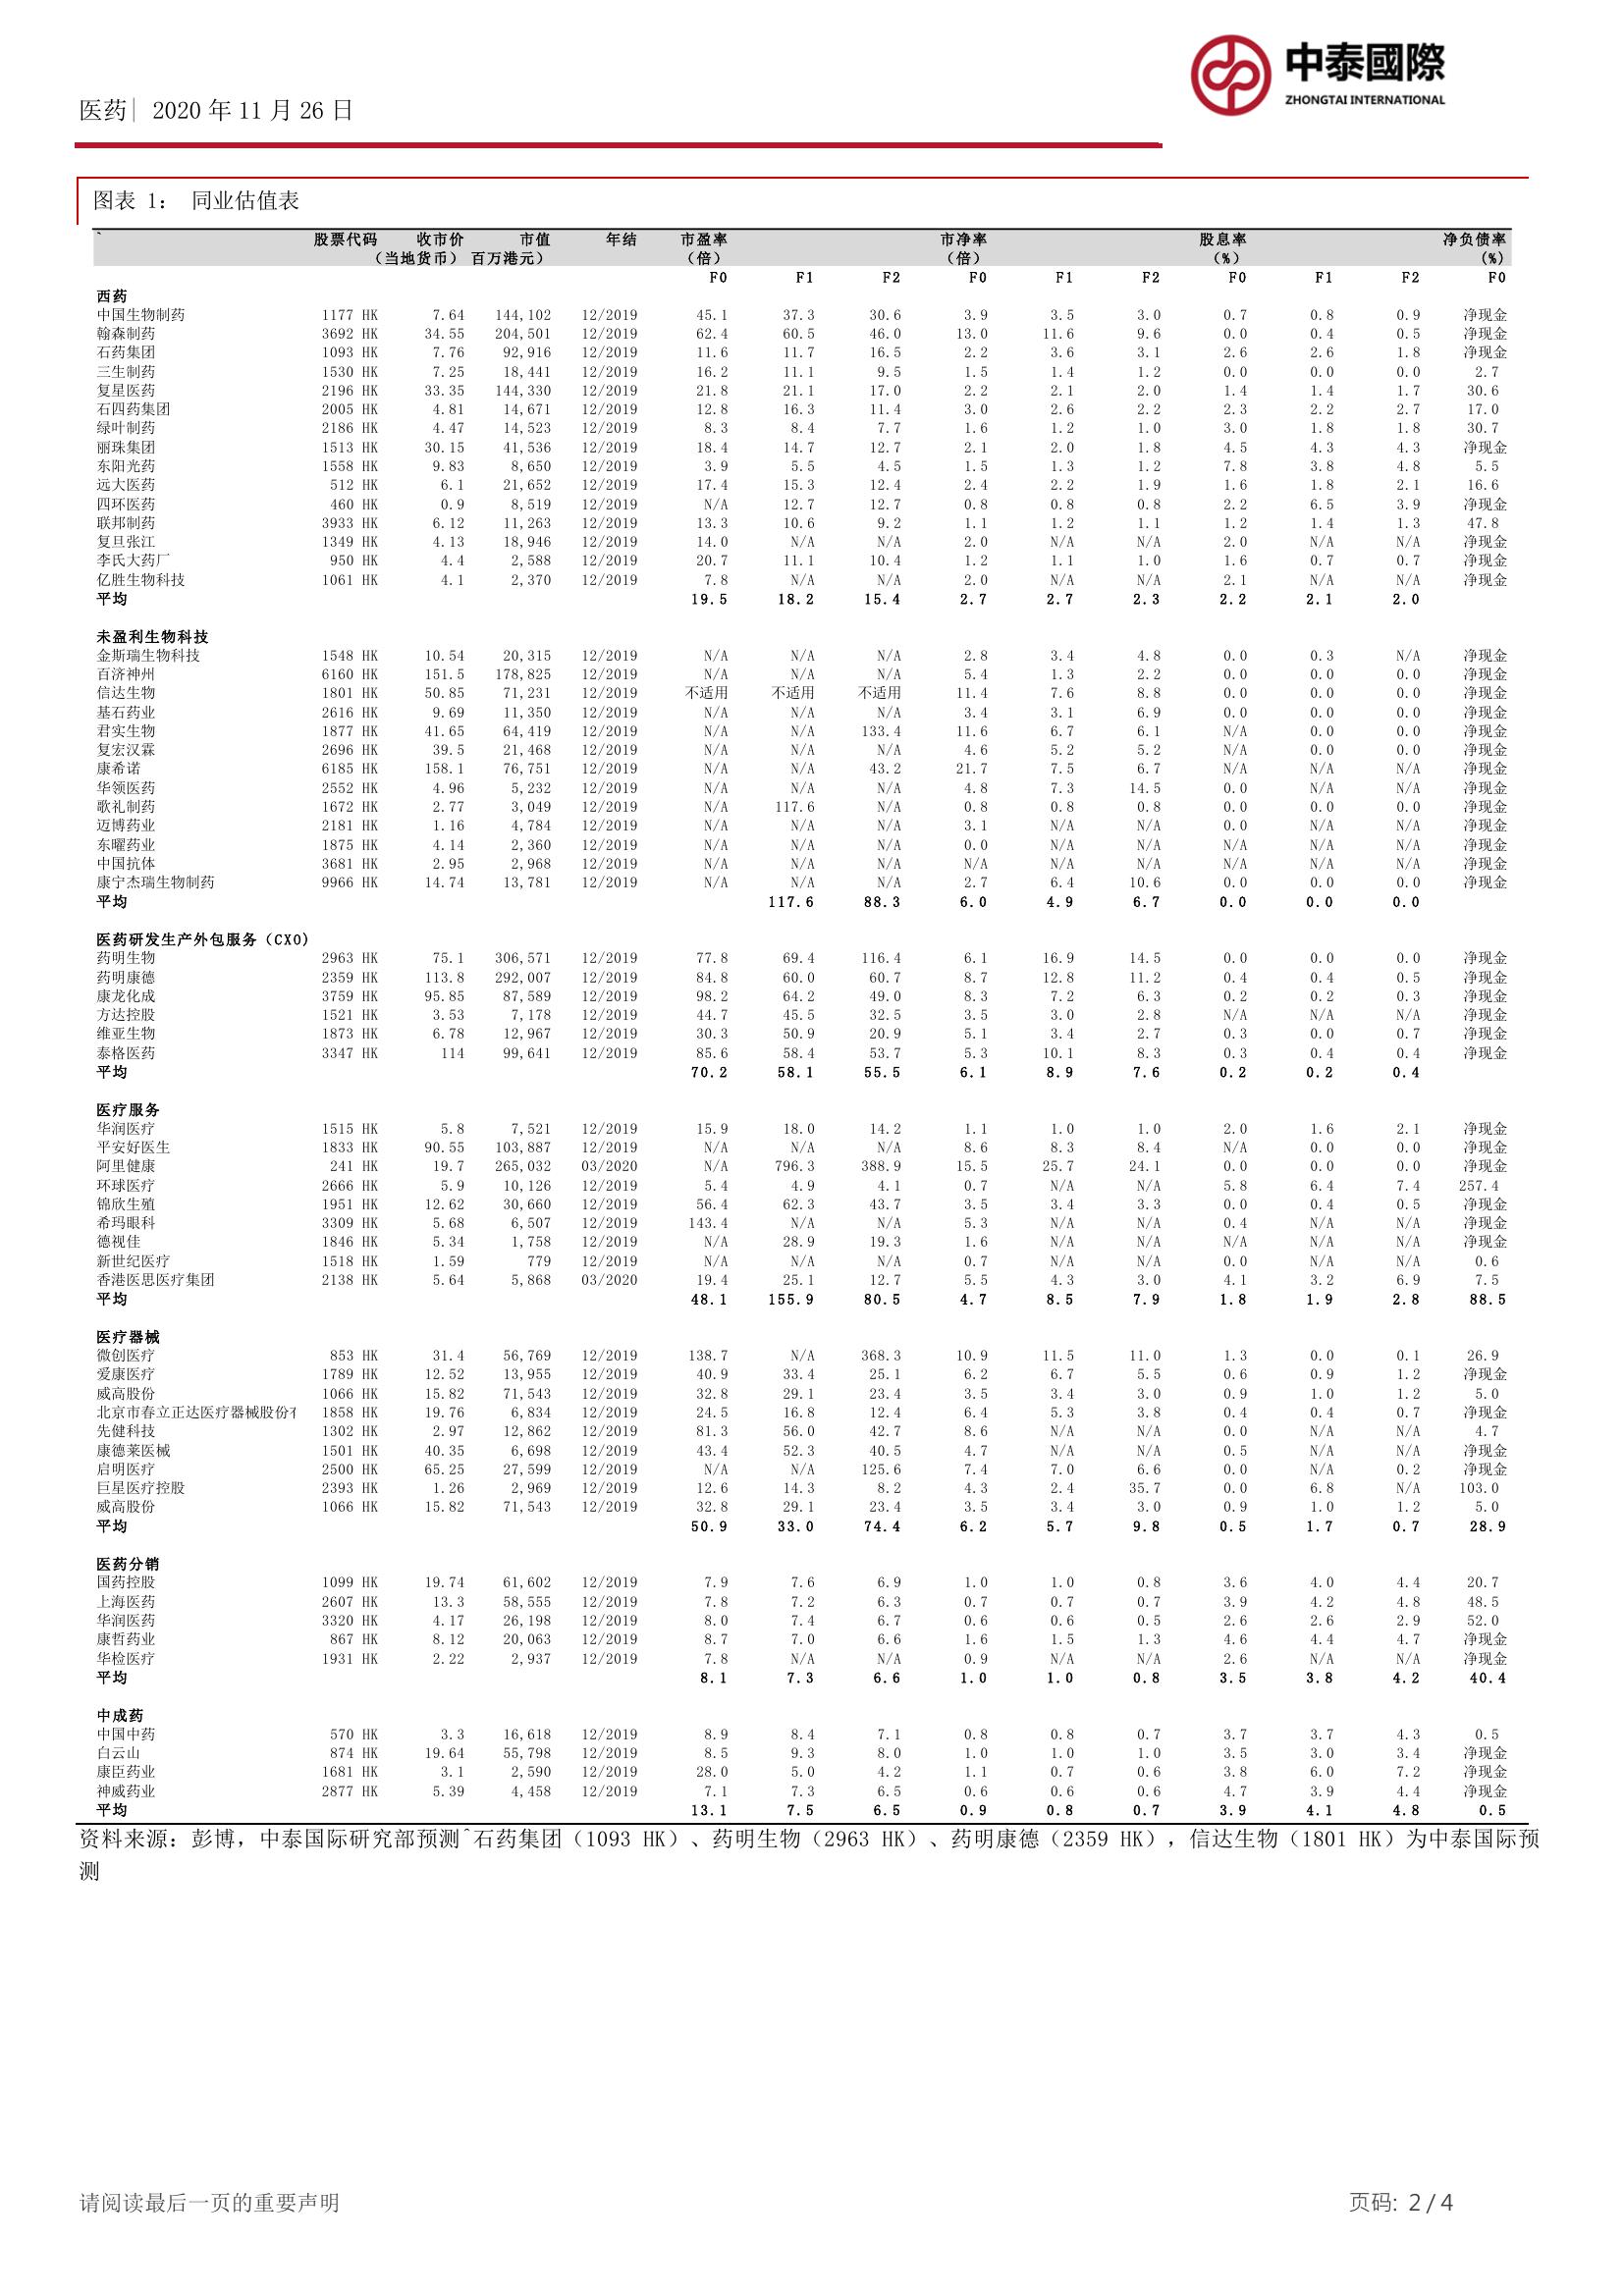 中泰國際
ZHONGTAI INTERNATIONAL
医药| 2020 年 11 月 26 日
图表 1： 同业估值表
` 股票代码 收市价 市值 年结 市盈率 市净率 股息率 净负债率
（当地货币） 百万港元） （倍） （倍） （%） (%)
F0 F1 F2 F0 F1 F2 F0 F1 F2 F0
西药
中国生物制药 1177 HK 7.64 144,102 12/2019 45.1 37.3 30.6 3.9 3.5 3.0 0.7 0.8 0.9 净现金
翰森制药 3692 HK 34.55 204,501 12/2019 62.4 60.5 46.0 13.0 11.6 9.6 0.0 0.4 0.5 净现金
石药集团 1093 HK 7.76 92,916 12/2019 11.6 11.7 16.5 2.2 3.6 3.1 2.6 2.6 1.8 净现金
三生制药 1530 HK 7.25 18,441 12/2019 16.2 11.1 9.5 1.5 1.4 1.2 0.0 0.0 0.0 2.7
复星医药 2196 HK 33.35 144,330 12/2019 21.8 21.1 17.0 2.2 2.1 2.0 1.4 1.4 1.7 30.6
石四药集团 2005 HK 4.81 14,671 12/2019 12.8 16.3 11.4 3.0 2.6 2.2 2.3 2.2 2.7 17.0
绿叶制药 2186 HK 4.47 14,523 12/2019 8.3 8.4 7.7 1.6 1.2 1.0 3.0 1.8 1.8 30.7
丽珠集团 1513 HK 30.15 41,536 12/2019 18.4 14.7 12.7 2.1 2.0 1.8 4.5 4.3 4.3 净现金
东阳光药 1558 HK 9.83 8,650 12/2019 3.9 5.5 4.5 1.5 1.3 1.2 7.8 3.8 4.8 5.5
远大医药 512 HK 6.1 21,652 12/2019 17.4 15.3 12.4 2.4 2.2 1.9 1.6 1.8 2.1 16.6
四环医药 460 HK 0.9 8,519 12/2019 N/A 12.7 12.7 0.8 0.8 0.8 2.2 6.5 3.9 净现金
联邦制药 3933 HK 6.12 11,263 12/2019 13.3 10.6 9.2 1.1 1.2 1.1 1.2 1.4 1.3 47.8
复旦张江 1349 HK 4.13 18,946 12/2019 14.0 N/A N/A 2.0 N/A N/A 2.0 N/A N/A 净现金
李氏大药厂 950 HK 4.4 2,588 12/2019 20.7 11.1 10.4 1.2 1.1 1.0 1.6 0.7 0.7 净现金
亿胜生物科技 1061 HK 4.1 2,370 12/2019 7.8 N/A N/A 2.0 N/A N/A 2.1 N/A N/A 净现金
平均 19.5 18.2 15.4 2.7 2.7 2.3 2.2 2.1 2.0
未盈利生物科技
金斯瑞生物科技 1548 HK 10.54 20,315 12/2019 N/A N/A N/A 2.8 3.4 4.8 0.0 0.3 N/A 净现金
百济神州 6160 HK 151.5 178,825 12/2019 N/A N/A N/A 5.4 1.3 2.2 0.0 0.0 0.0 净现金
信达生物 1801 HK 50.85 71,231 12/2019 不适用 不适用 不适用 11.4 7.6 8.8 0.0 0.0 0.0 净现金
基石药业 2616 HK 9.69 11,350 12/2019 N/A N/A N/A 3.4 3.1 6.9 0.0 0.0 0.0 净现金
君实生物 1877 HK 41.65 64,419 12/2019 N/A N/A 133.4 11.6 6.7 6.1 N/A 0.0 0.0 净现金
复宏汉霖 2696 HK 39.5 21,468 12/2019 N/A N/A N/A 4.6 5.2 5.2 N/A 0.0 0.0 净现金
康希诺 6185 HK 158.1 76,751 12/2019 N/A N/A 43.2 21.7 7.5 6.7 N/A N/A N/A 净现金
华领医药 2552 HK 4.96 5,232 12/2019 N/A N/A N/A 4.8 7.3 14.5 0.0 0.0 0.0 净现金
歌礼制药 1672 HK 2.77 3,049 12/2019 N/A 117.6 N/A 0.8 0.8 0.8 0.0 0.0 0.0 净现金
迈博药业 2181 HK 1.16 4,784 12/2019 N/A N/A N/A 3.1 N/A N/A 0.0 N/A N/A 净现金
东曜药业 1875 HK 4.14 2,360 12/2019 N/A N/A N/A 0.0 N/A N/A N/A N/A N/A 净现金
中国抗体 3681 HK 2.95 2,968 12/2019 N/A N/A N/A N/A N/A N/A N/A N/A N/A 净现金
康宁杰瑞生物制药 9966 HK 14.74 13,781 12/2019 N/A N/A N/A 2.7 6.4 10.6 0.0 0.0 0.0 净现金
平均 117.6 88.3 6.0 4.9 6.7 0.0 0.0 0.0
医药研发生产外包服务（CXO)
药明生物 2963 HK 75.1 306,571 12/2019 77.8 69.4 116.4 6.1 16.9 14.5 0.0 0.0 0.0 净现金
药明康德 2359 HK 113.8 292,007 12/2019 84.8 60.0 60.7 8.7 12.8 11.2 0.4 0.4 0.5 净现金
康龙化成 3759 HK 95.85 87,589 12/2019 98.2 64.2 49.0 8.3 7.2 6.3 0.2 0.2 0.3 净现金
方达控股 1521 HK 3.53 7,178 12/2019 44.7 45.5 32.5 3.5 3.0 2.8 N/A N/A N/A 净现金
维亚生物 1873 HK 6.78 12,967 12/2019 30.3 50.9 20.9 5.1 3.4 2.7 0.3 0.0 0.7 净现金
泰格医药 3347 HK 114 99,641 12/2019 85.6 58.4 53.7 5.3 10.1 8.3 0.3 0.4 0.4 净现金
平均 70.2 58.1 55.5 6.1 8.9 7.6 0.2 0.2 0.4
医疗服务
华润医疗 1515 HK 5.8 7,521 12/2019 15.9 18.0 14.2 1.1 1.0 1.0 2.0 1.6 2.1 净现金
平安好医生 1833 HK 90.55 103,887 12/2019 N/A N/A N/A 8.6 8.3 8.4 N/A 0.0 0.0 净现金
阿里健康 241 HK 19.7 265,032 03/2020 N/A 796.3 388.9 15.5 25.7 24.1 0.0 0.0 0.0 净现金
环球医疗 2666 HK 5.9 10,126 12/2019 5.4 4.9 4.1 0.7 N/A N/A 5.8 6.4 7.4 257.4
锦欣生殖 1951 HK 12.62 30,660 12/2019 56.4 62.3 43.7 3.5 3.4 3.3 0.0 0.4 0.5 净现金
希玛眼科 3309 HK 5.68 6,507 12/2019 143.4 N/A N/A 5.3 N/A N/A 0.4 N/A N/A 净现金
德视佳 1846 HK 5.34 1,758 12/2019 N/A 28.9 19.3 1.6 N/A N/A N/A N/A N/A 净现金
新世纪医疗 1518 HK 1.59 779 12/2019 N/A N/A N/A 0.7 N/A N/A 0.0 N/A N/A 0.6
香港医思医疗集团 2138 HK 5.64 5,868 03/2020 19.4 25.1 12.7 5.5 4.3 3.0 4.1 3.2 6.9 7.5
平均 48.1 155.9 80.5 4.7 8.5 7.9 1.8 1.9 2.8 88.5
医疗器械
微创医疗 853 HK 31.4 56,769 12/2019 138.7 N/A 368.3 10.9 11.5 11.0 1.3 0.0 0.1 26.9
爱康医疗 1789 HK 12.52 13,955 12/2019 40.9 33.4 25.1 6.2 6.7 5.5 0.6 0.9 1.2 净现金
威高股份 1066 HK 15.82 71,543 12/2019 32.8 29.1 23.4 3.5 3.4 3.0 0.9 1.0 1.2 5.0
北京市春立正达医疗器械股份 1858 HK 19.76 6,834 12/2019 24.5 16.8 12.4 6.4 5.3 3.8 0.4 0.4 0.7 净现金
先健科技 1302 HK 2.97 12,862 12/2019 81.3 56.0 42.7 8.6 N/A N/A 0.0 N/A N/A 4.7
康德莱医械 1501 HK 40.35 6,698 12/2019 43.4 52.3 40.5 4.7 N/A N/A 0.5 N/A N/A 净现金
启明医疗 2500 HK 65.25 27,599 12/2019 N/A N/A 125.6 7.4 7.0 6.6 0.0 N/A 0.2 净现金
巨星医疗控股 2393 HK 1.26 2,969 12/2019 12.6 14.3 8.2 4.3 2.4 35.7 0.0 6.8 N/A 103.0
威高股份 1066 HK 15.82 71,543 12/2019 32.8 29.1 23.4 3.5 3.4 3.0 0.9 1.0 1.2 5.0
平均 50.9 33.0 74.4 6.2 5.7 9.8 0.5 1.7 0.7 28.9
医药分销
国药控股 1099 HK 19.74 61,602 12/2019 7.9 7.6 6.9 1.0 1.0 0.8 3.6 4.0 4.4 20.7
上海医药 2607 HK 13.3 58,555 12/2019 7.8 7.2 6.3 0.7 0.7 0.7 3.9 4.2 4.8 48.5
华润医药 3320 HK 4.17 26,198 12/2019 8.0 7.4 6.7 0.6 0.6 0.5 2.6 2.6 2.9 52.0
康哲药业 867 HK 8.12 20,063 12/2019 8.7 7.0 6.6 1.6 1.5 1.3 4.6 4.4 4.7 净现金
华检医疗 1931 HK 2.22 2,937 12/2019 7.8 N/A N/A 0.9 N/A N/A 2.6 N/A N/A 净现金
平均 8.1 7.3 6.6 1.0 1.0 0.8 3.5 3.8 4.2 40.4
中成药
中国中药 570 HK 3.3 16,618 12/2019 8.9 8.4 7.1 0.8 0.8 0.7 3.7 3.7 4.3 0.5
白云山 874 HK 19.64 55,798 12/2019 8.5 9.3 8.0 1.0 1.0 1.0 3.5 3.0 3.4 净现金
康臣药业 1681 HK 3.1 2,590 12/2019 28.0 5.0 4.2 1.1 0.7 0.6 3.8 6.0 7.2 净现金
神威药业 2877 HK 5.39 4,458 12/2019 7.1 7.3 6.5 0.6 0.6 0.6 4.7 3.9 4.4 净现金
平均 13.1 7.5 6.5 0.9 0.8 0.7 3.9 4.1 4.8 0.5
资料来源：彭博，中泰国际研究部预测^石药集团（1093 HK）、药明生物（2963 HK）、药明康德（2359 HK），信达生物（1801 HK）为中泰国际预
测
请阅读最后一页的重要声明
页码: 2 / 4